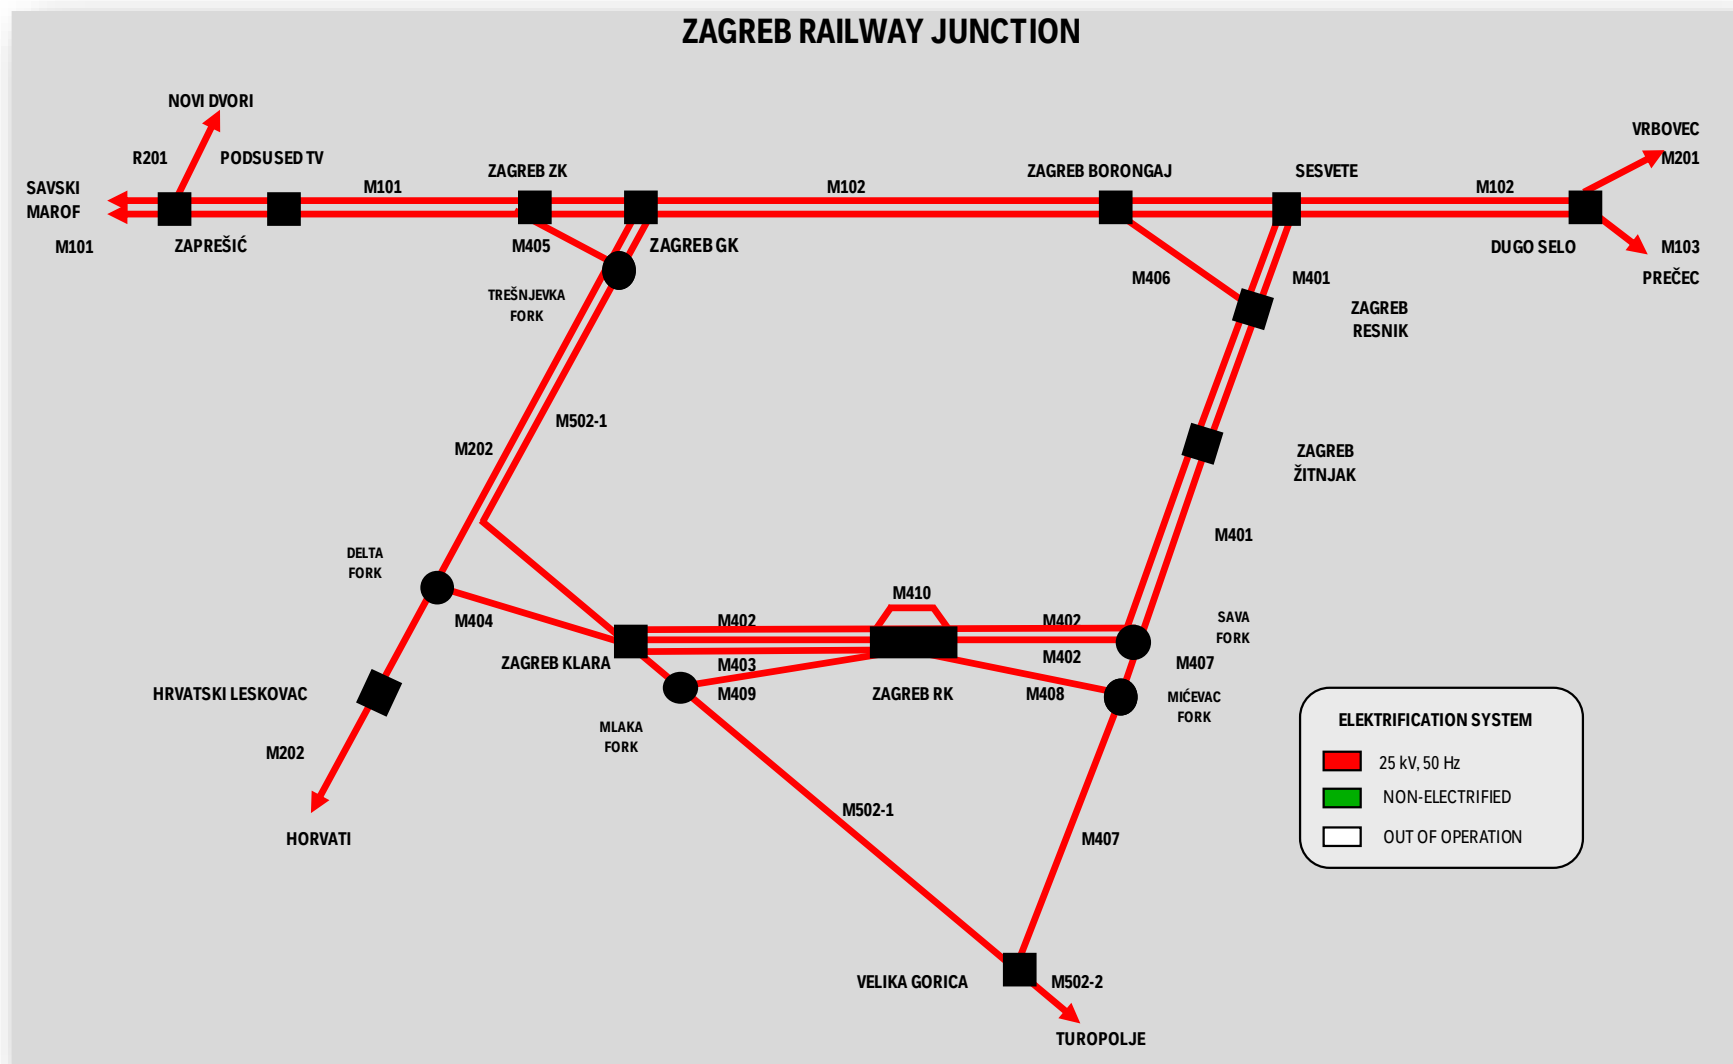 ZAGREB RAILWAY JUNCTION
NOVI DVORI
VRBOVEC
R201
PODSUSED TV
M201
ZAGREB ZK
ZAGREB BORONGAJ
SESVETE
SAVSKI
MAROF
M101
M102
M102
M101
ZAPREŠIĆ
M405
ZAGREB GK
DUGO SELO
M103
PREČEC
M406
M401
TREŠNJEVKA
FORK
ZAGREB
RESNIK
M502-1
M202
ZAGREB
ŽITNJAK
M401
DELTA
FORK
M404
M410
M402
M402
SAVA
FORK
ZAGREB KLARA
M403
M402
M407
HRVATSKI LESKOVAC
M409
ZAGREB RK
M408
MIĆEVAC
FORK
MLAKA
FORK
M202
HORVATI
M502-1
M407
ELEKTRIFICATION SYSTEM
25 kV, 50 Hz
NON-ELECTRIFIED
OUT OF OPERATION
VELIKA GORICA
M502-2
TUROPOLJE